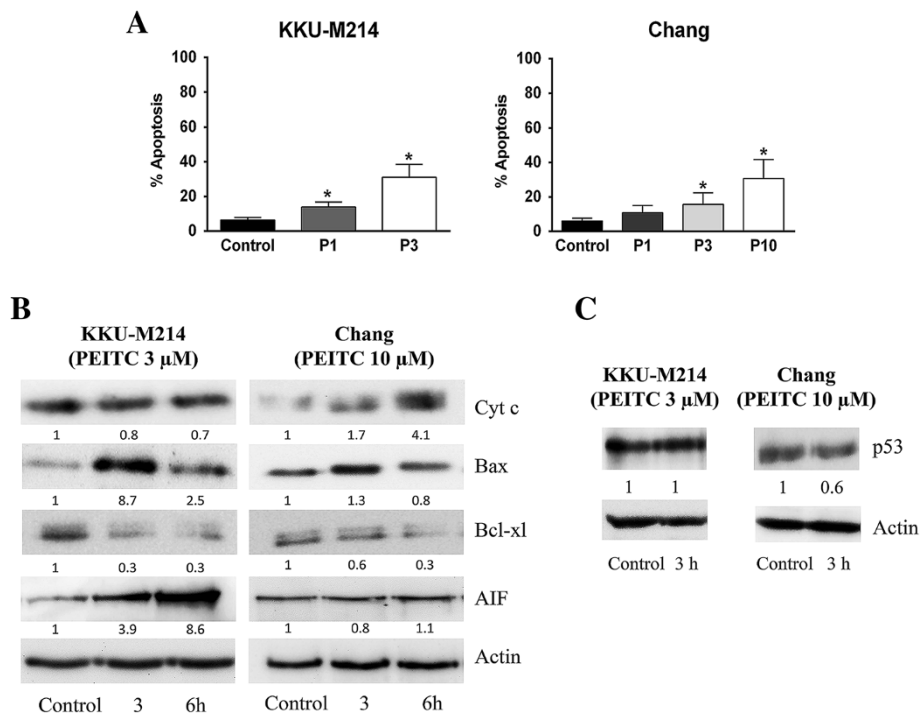 A
KKU-M214
% Apoptosis
100
80
60
40
20
0
*
*
Control P1 P3
Chang
% Apoptosis
100
80
60
40
20
0
*
*
Control P1 P3 P10
B
KKU-M214
(PEITC 3 µM)
Chang
(PEITC 10 µM)
Cyt c
1 0.8 0.7 1 1.7 4.1
Bax
1 8.7 2.5 1 1.3 0.8
Bcl-xl
1 0.3 0.3 1 0.6 0.3
AIF
1 3.9 8.6 1 0.8 1.1
Actin
Control 3 6h Control 3 6h
C
KKU-M214
(PEITC 3 µM)
Chang
(PEITC 10 µM)
p53
1 1 1 0.6
Actin
Control 3 h Control 3 h